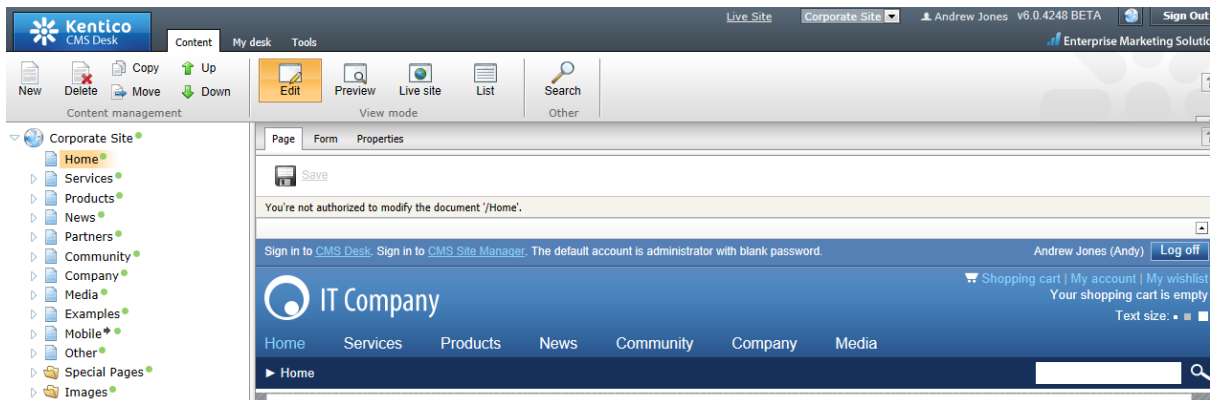 Kentico
CMS Desk
Content My desk Tools
Live Site Corporate Site Andrew Jones v6.0.4248 BETA Sign Out
Enterprise Marketing Solutio
New Delete Copy Move Up Down
Content management
Edit Preview Live site List
View mode
Search
Other
Corporate Site
Home
Services
Products
News
Partners
Community
Company
Media
Examples
Mobile
Other
Special Pages
Images
Page Form Properties
Save
You're not authorized to modify the document '/Home'.
Sign in to CMS Desk. Sign in to CMS Site Manager. The default account is administrator with blank password. Andrew Jones (Andy) Log off
IT Company
Shopping cart | My account | My wishlist
Your shopping cart is empty
Text size:
Home Services Products News Community Company Media
► Home